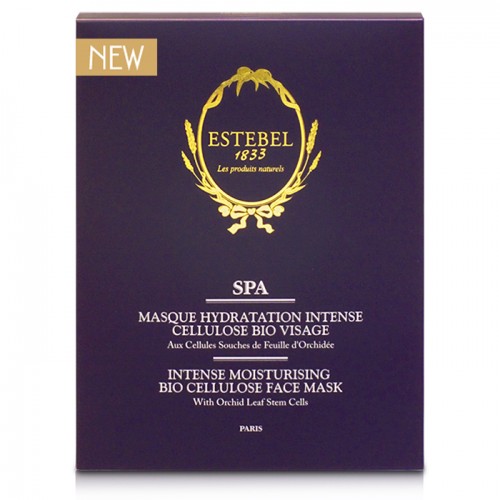 NEW
ESTEBEL
1833
Les produits naturels
SPA
MASQUE HYDRATATION INTENSE
CELLULOSE BIO VISAGE
Aux Cellules Souches de Feuille d'Orchidée
INTENSE MOISTURISING
BIO CELLULOSE FACE MASK
With Orchid Leaf Stem Cells
PARIS